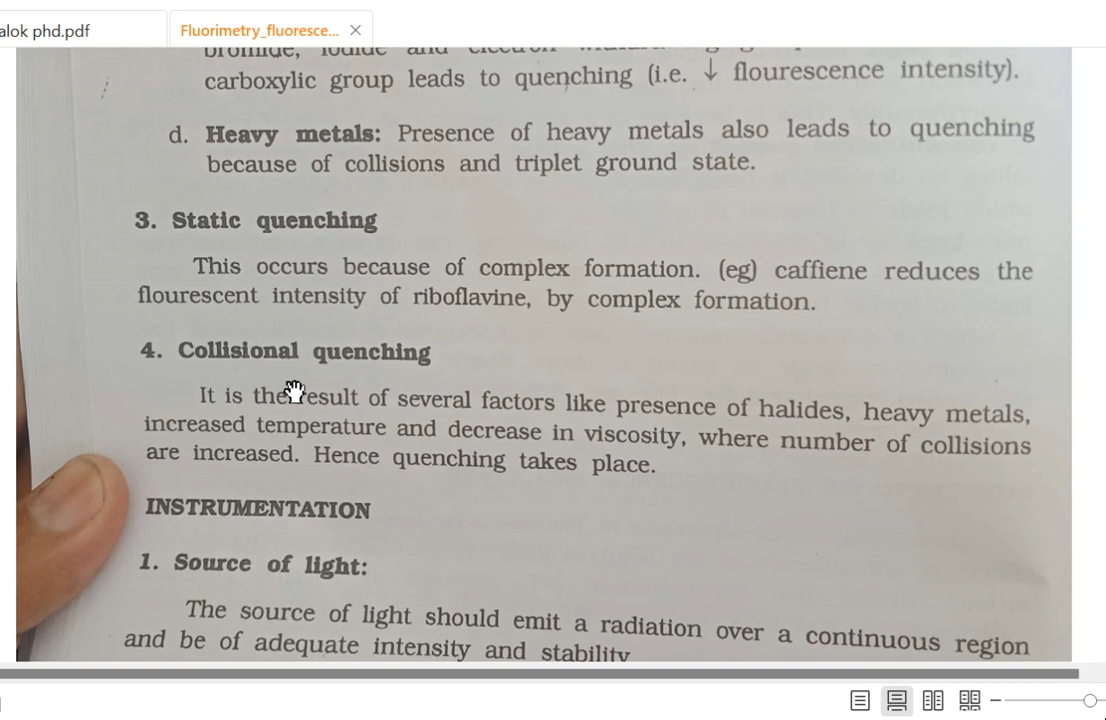 alok phd.pdf
Fluorimetry_fluoresce...
carboxylic group leads to quenching (i.e. ↓ flourescence intensity).
d. Heavy metals: Presence of heavy metals also leads to quenching
because of collisions and triplet ground state.
3. Static quenching
This occurs because of complex formation. (eg) caffiene reduces the
flourescent intensity of riboflavine, by complex formation.
4. Collisional quenching
It is the result of several factors like presence of halides, heavy metals,
increased temperature and decrease in viscosity, where number of collisions
are increased. Hence quenching takes place.
INSTRUMENTATION
1. Source of light:
The source of light should emit a radiation over a continuous region
and be of adequate intensity and stability